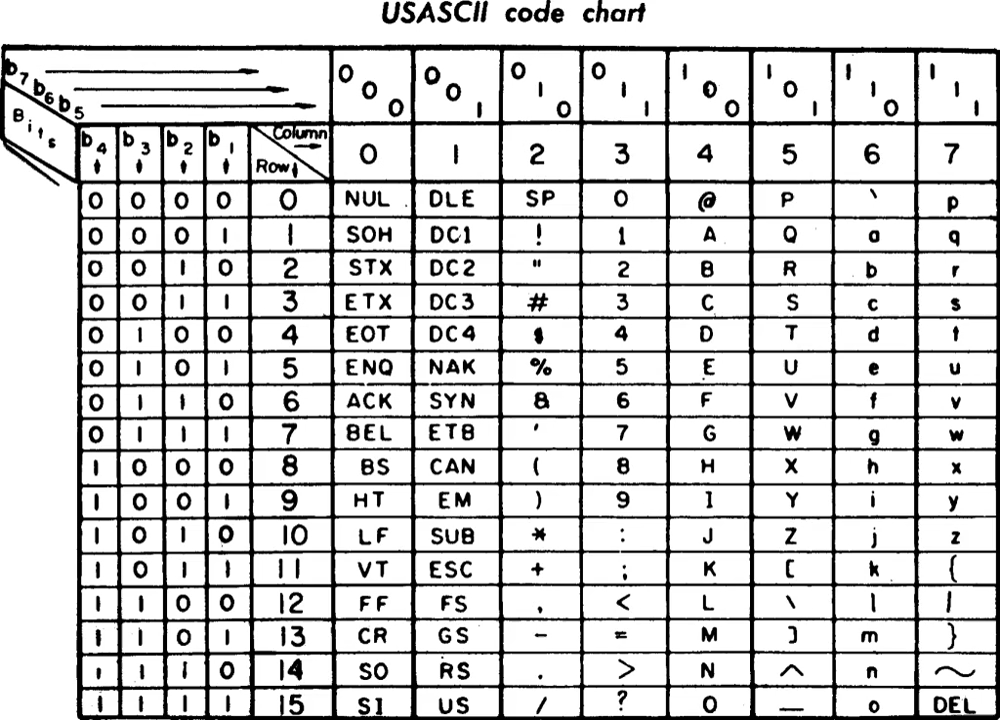 USASCII code chart
b7 b6 b5 0 0 0 0 0 1 0 1 0 0 1 1 1 0 0 1 0 1 1 1 0 1 1 1
Bits b4 b3 b2 b1 Column Row 0 1 2 3 4 5 6 7
0 0 0 0 0 NUL DLE SP 0 @ P ` p
0 0 0 1 1 SOH DC1 ! 1 A Q a q
0 0 1 0 2 STX DC2 " 2 B R b r
0 0 1 1 3 ETX DC3 # 3 C S c s
0 1 0 0 4 EOT DC4 $ 4 D T d t
0 1 0 1 5 ENQ NAK % 5 E U e u
0 1 1 0 6 ACK SYN & 6 F V f v
0 1 1 1 7 BEL ETB ' 7 G W g w
1 0 0 0 8 BS CAN ( 8 H X h x
1 0 0 1 9 HT EM ) 9 I Y i y
1 0 1 0 10 LF SUB * : J Z j z
1 0 1 1 11 VT ESC + ; K [ k {
1 1 0 0 12 FF FS , < L \ l |
1 1 0 1 13 CR GS - = M ] m }
1 1 1 0 14 SO RS . > N ^ n ~
1 1 1 1 15 SI US / ? O _ o DEL